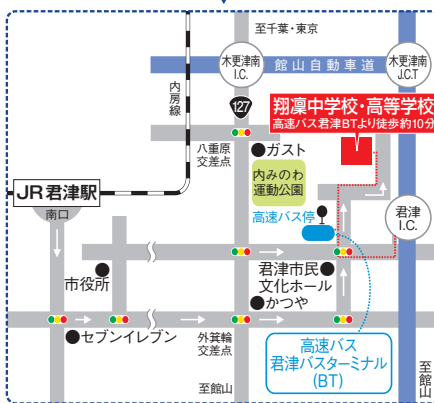 至千葉・東京
木更津南
I.C.
館山自動車道
木更津南
J.C.T
内房線
127
翔凜中学校・高等学校
高速バス君津BTより徒歩約10分
八重原
交差点
ガスト
内みのわ
運動公園
JR君津駅
南口
高速バス停
君津
I.C.
市役所
君津市民
文化ホール
かつや
セブンイレブン
外箕輪
交差点
高速バス
君津バスターミナル
(BT)
至館山
至館山